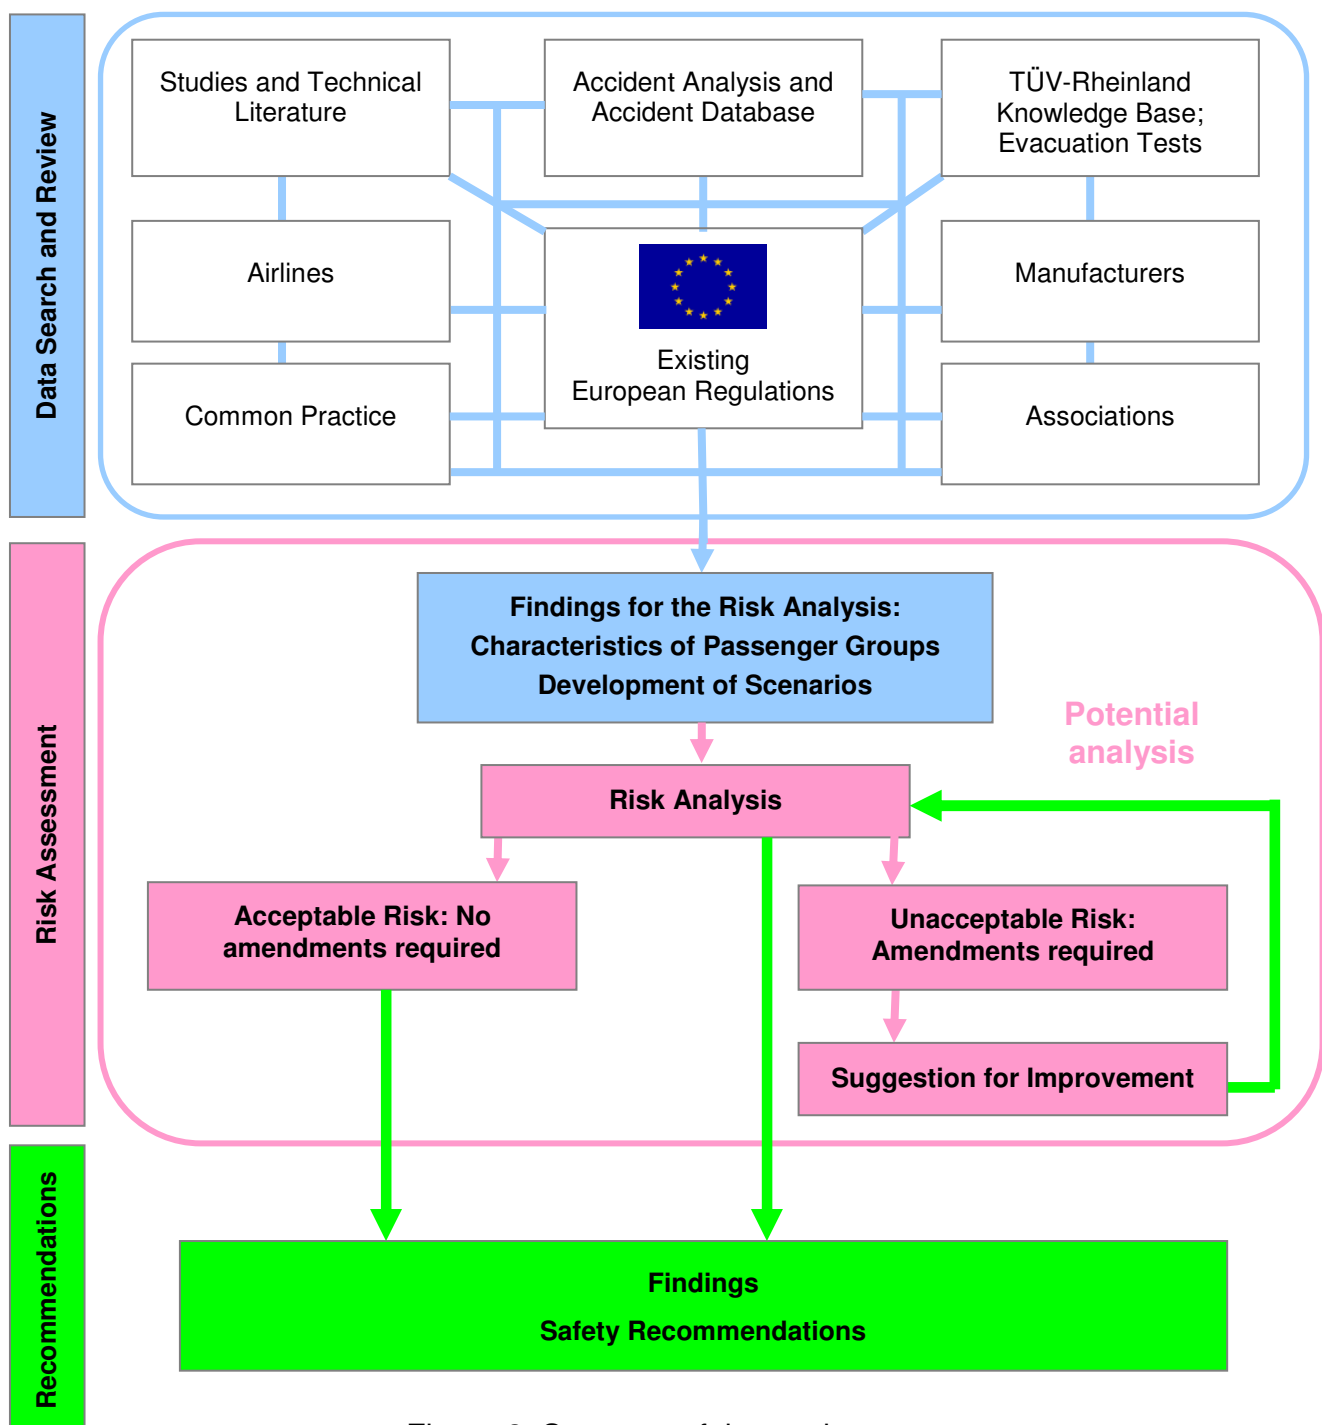 Data Search and Review
Studies and Technical
Literature
Accident Analysis and
Accident Database
TÜV-Rheinland
Knowledge Base;
Evacuation Tests
Airlines
Existing
European Regulations
Manufacturers
Common Practice
Associations
Risk Assessment
Findings for the Risk Analysis:
Characteristics of Passenger Groups
Development of Scenarios
Potential
analysis
Risk Analysis
Acceptable Risk: No
amendments required
Unacceptable Risk:
Amendments required
Suggestion for Improvement
Recommendations
Findings
Safety Recommendations